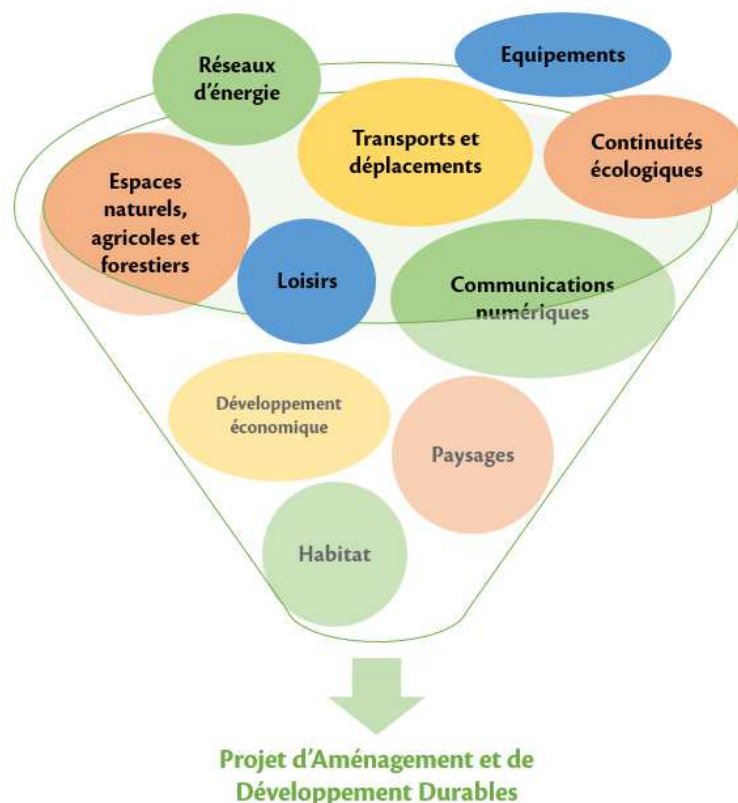 Réseaux
d'énergie
Equipements
Transports et
déplacements
Continuités
écologiques
Espaces
naturels,
agricoles et
forestiers
Loisirs
Communications
numériques
Développement
économique
Paysages
Habitat
Projet d'Aménagement et de
Développement Durables